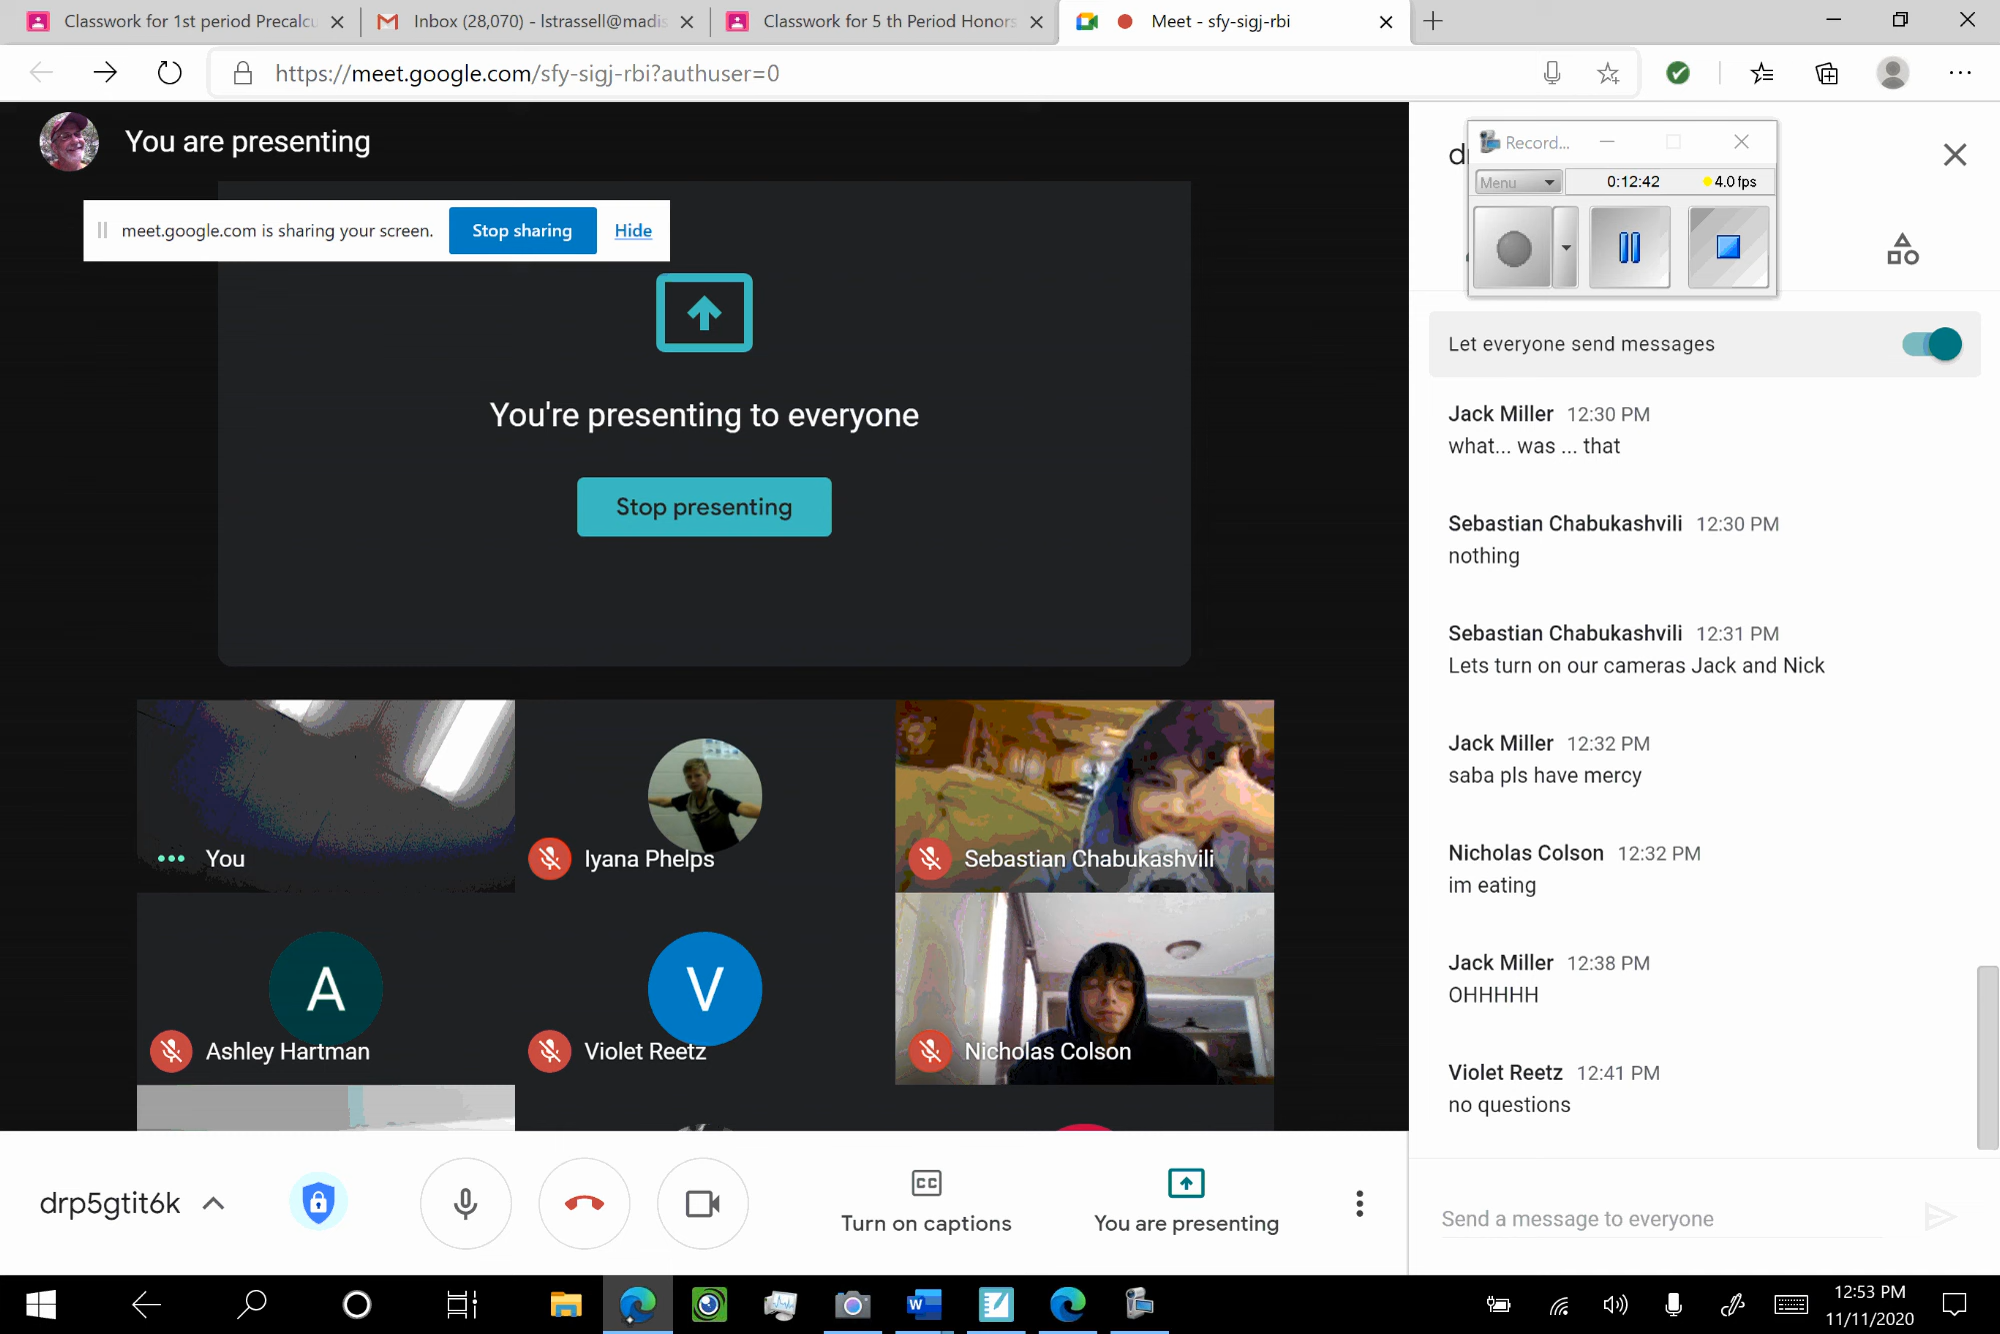 Classwork for 1st period Precalcu
Inbox (28,070) - lstrassell@madis
Classwork for 5 th Period Honors
Meet - sfy-sigj-rbi
https://meet.google.com/sfy-sigj-rbi?authuser=0
You are presenting
Record...
Menu
0:12:42
4.0 fps
meet.google.com is sharing your screen.
Stop sharing
Hide
You're presenting to everyone
Stop presenting
Let everyone send messages
Jack Miller 12:30 PM
what... was ... that
Sebastian Chabukashvili 12:30 PM
nothing
Sebastian Chabukashvili 12:31 PM
Lets turn on our cameras Jack and Nick
Jack Miller 12:32 PM
saba pls have mercy
Nicholas Colson 12:32 PM
im eating
Jack Miller 12:38 PM
OHHHHH
Violet Reetz 12:41 PM
no questions
Send a message to everyone
You
Iyana Phelps
Sebastian Chabukashvili
A
Ashley Hartman
V
Violet Reetz
Nicholas Colson
drp5gtit6k
CC
Turn on captions
You are presenting
W
12:53 PM
11/11/2020